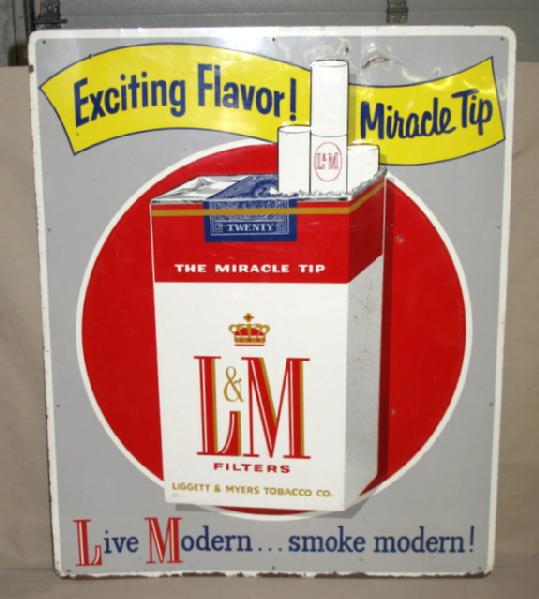 Exciting Flavor!
Miracle Tip
L&M
TWENTY
THE MIRACLE TIP
L&M
FILTERS
LIGGETT & MYERS TOBACCO CO.
Live Modern... smoke modern!